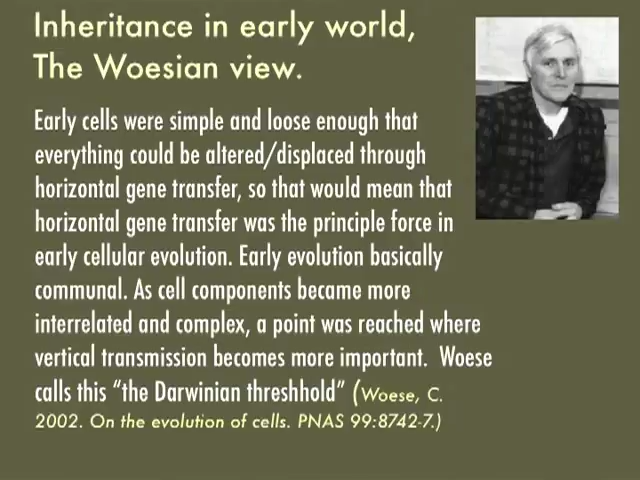 Inheritance in early world,
The Woesian view.
Early cells were simple and loose enough that
everything could be altered/displaced through
horizontal gene transfer, so that would mean that
horizontal gene transfer was the principle force in
early cellular evolution. Early evolution basically
communal. As cell components became more
interrelated and complex, a point was reached where
vertical transmission becomes more important. Woese
calls this “the Darwinian threshhold” (Woese, C.
2002. On the evolution of cells. PNAS 99:8742-7.)